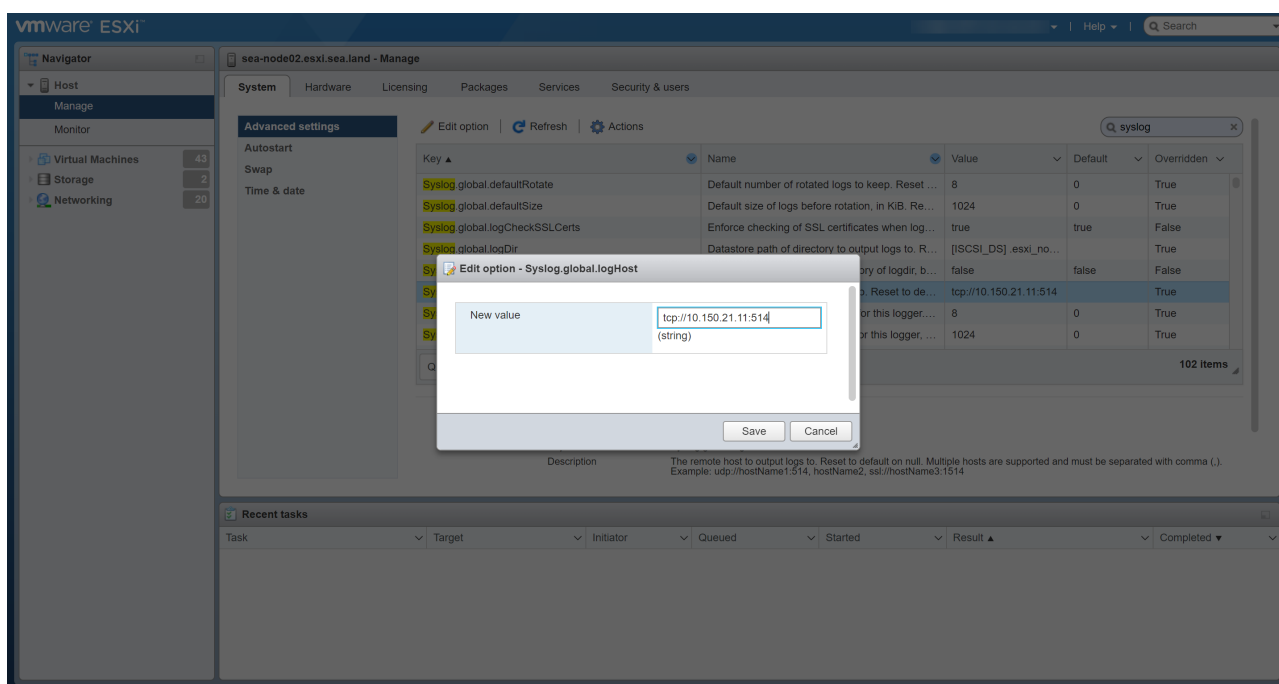 vmware ESXi™
Help
Search
Navigator
Host
Manage
Monitor
Virtual Machines 43
Storage 2
Networking 20
sea-node02.esxi.sea.land - Manage
System Hardware Licensing Packages Services Security & users
Advanced settings
Autostart
Swap
Time & date
Edit option Refresh Actions syslog
Key Name Value Default Overridden
Syslog.global.defaultRotate Default number of rotated logs to keep. Reset ... 8 0 True
Syslog.global.defaultSize Default size of logs before rotation, in KiB. Re... 1024 0 True
Syslog.global.logCheckSSLCerts Enforce checking of SSL certificates when log... true true False
Syslog.global.logDir Datastore path of directory to output logs to. R... [ISCSI_DS] .esxi_no... True
Sy ory of logdir, b... false false False
Sy . Reset to de... tcp://10.150.21.11:514 True
Sy or this logger.... 8 0 True
Sy or this logger, ... 1024 0 True
102 items
Edit option - Syslog.global.logHost
New value tcp://10.150.21.11:514
(string)
Save Cancel
Description The remote host to output logs to. Reset to default on null. Multiple hosts are supported and must be separated with comma (,).
Example: udp://hostName1:514, hostName2, ssl://hostName3:1514
Recent tasks
Task Target Initiator Queued Started Result Completed